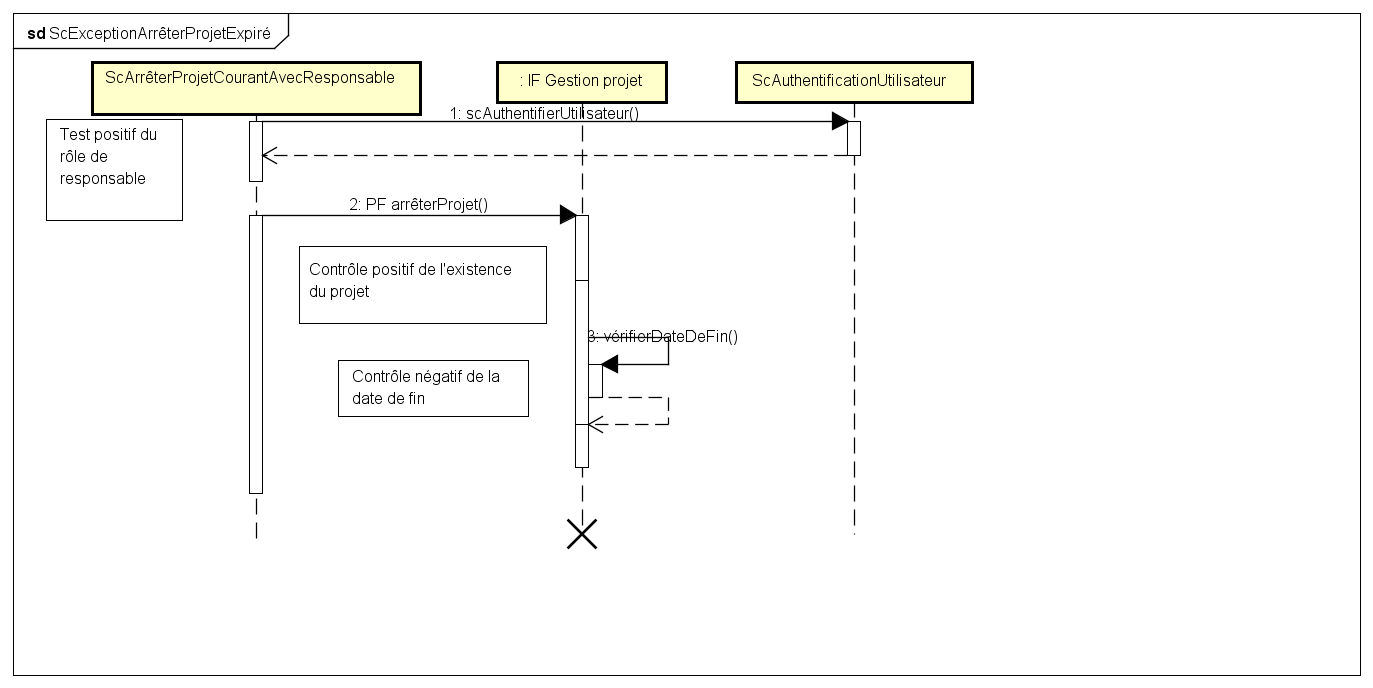 sd ScExceptionArrêterProjetExpiré
ScArrêterProjetCourantAvecResponsable
: IF Gestion projet
ScAuthentificationUtilisateur
1: scAuthentifierUtilisateur()
Test positif du
rôle de
responsable
2: PF arrêterProjet()
Contrôle positif de l'existence
du projet
3: vérifierDateDeFin()
Contrôle négatif de la
date de fin